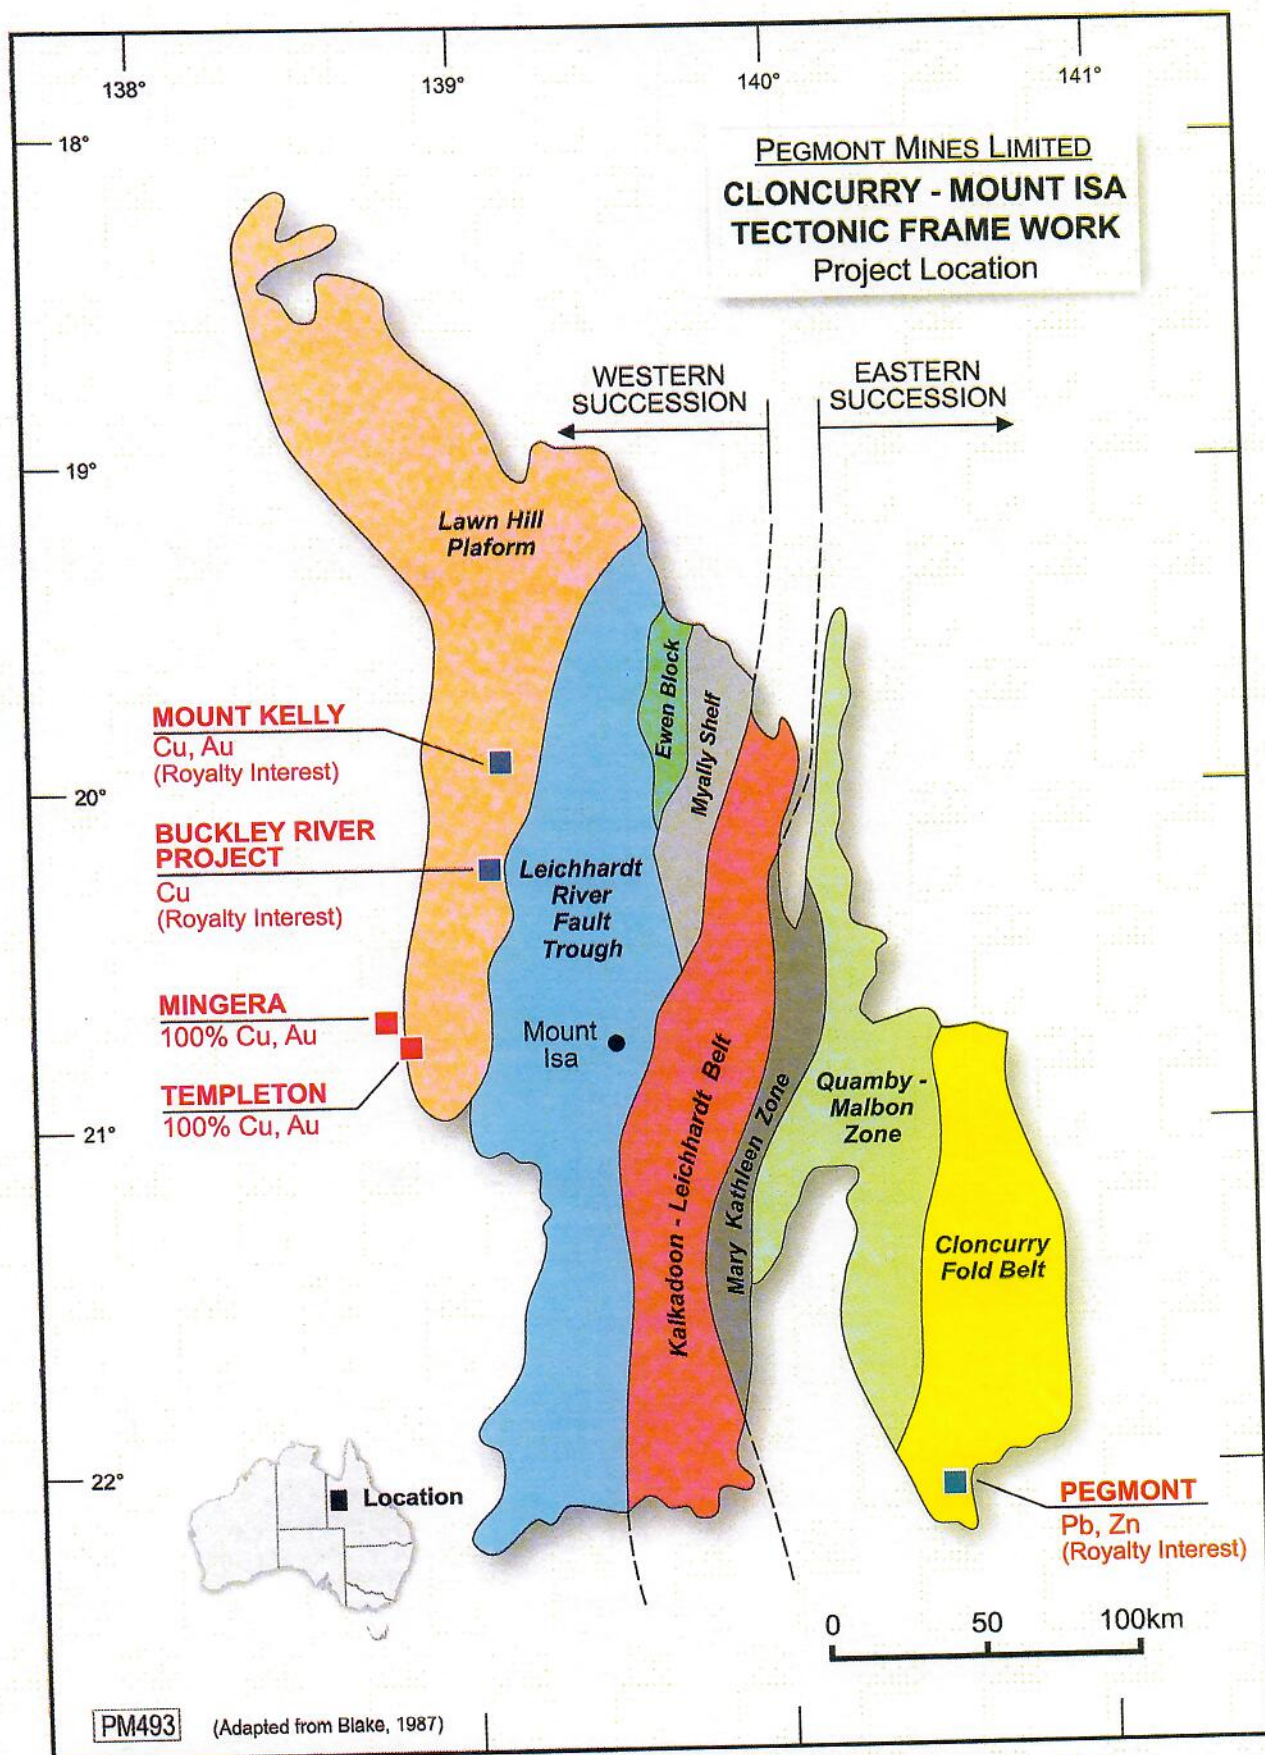 138°
139°
140°
141°
18°
PEGMONT MINES LIMITED
CLONCURRY - MOUNT ISA
TECTONIC FRAME WORK
Project Location
WESTERN
SUCCESSION
EASTERN
SUCCESSION
19°
Lawn Hill
Plaform
Ewen Block
Myally Shelf
MOUNT KELLY
Cu, Au
(Royalty Interest)
20°
BUCKLEY RIVER
PROJECT
Cu
(Royalty Interest)
Leichhardt
River
Fault
Trough
MINGERA
100% Cu, Au
Mount
Isa
TEMPLETON
100% Cu, Au
21°
Kalkadoon - Leichhardt Belt
Mary Kathleen Zone
Quamby -
Malbon
Zone
Cloncurry
Fold Belt
22°
Location
PEGMONT
Pb, Zn
(Royalty Interest)
0 50 100km
PM493 (Adapted from Blake, 1987)